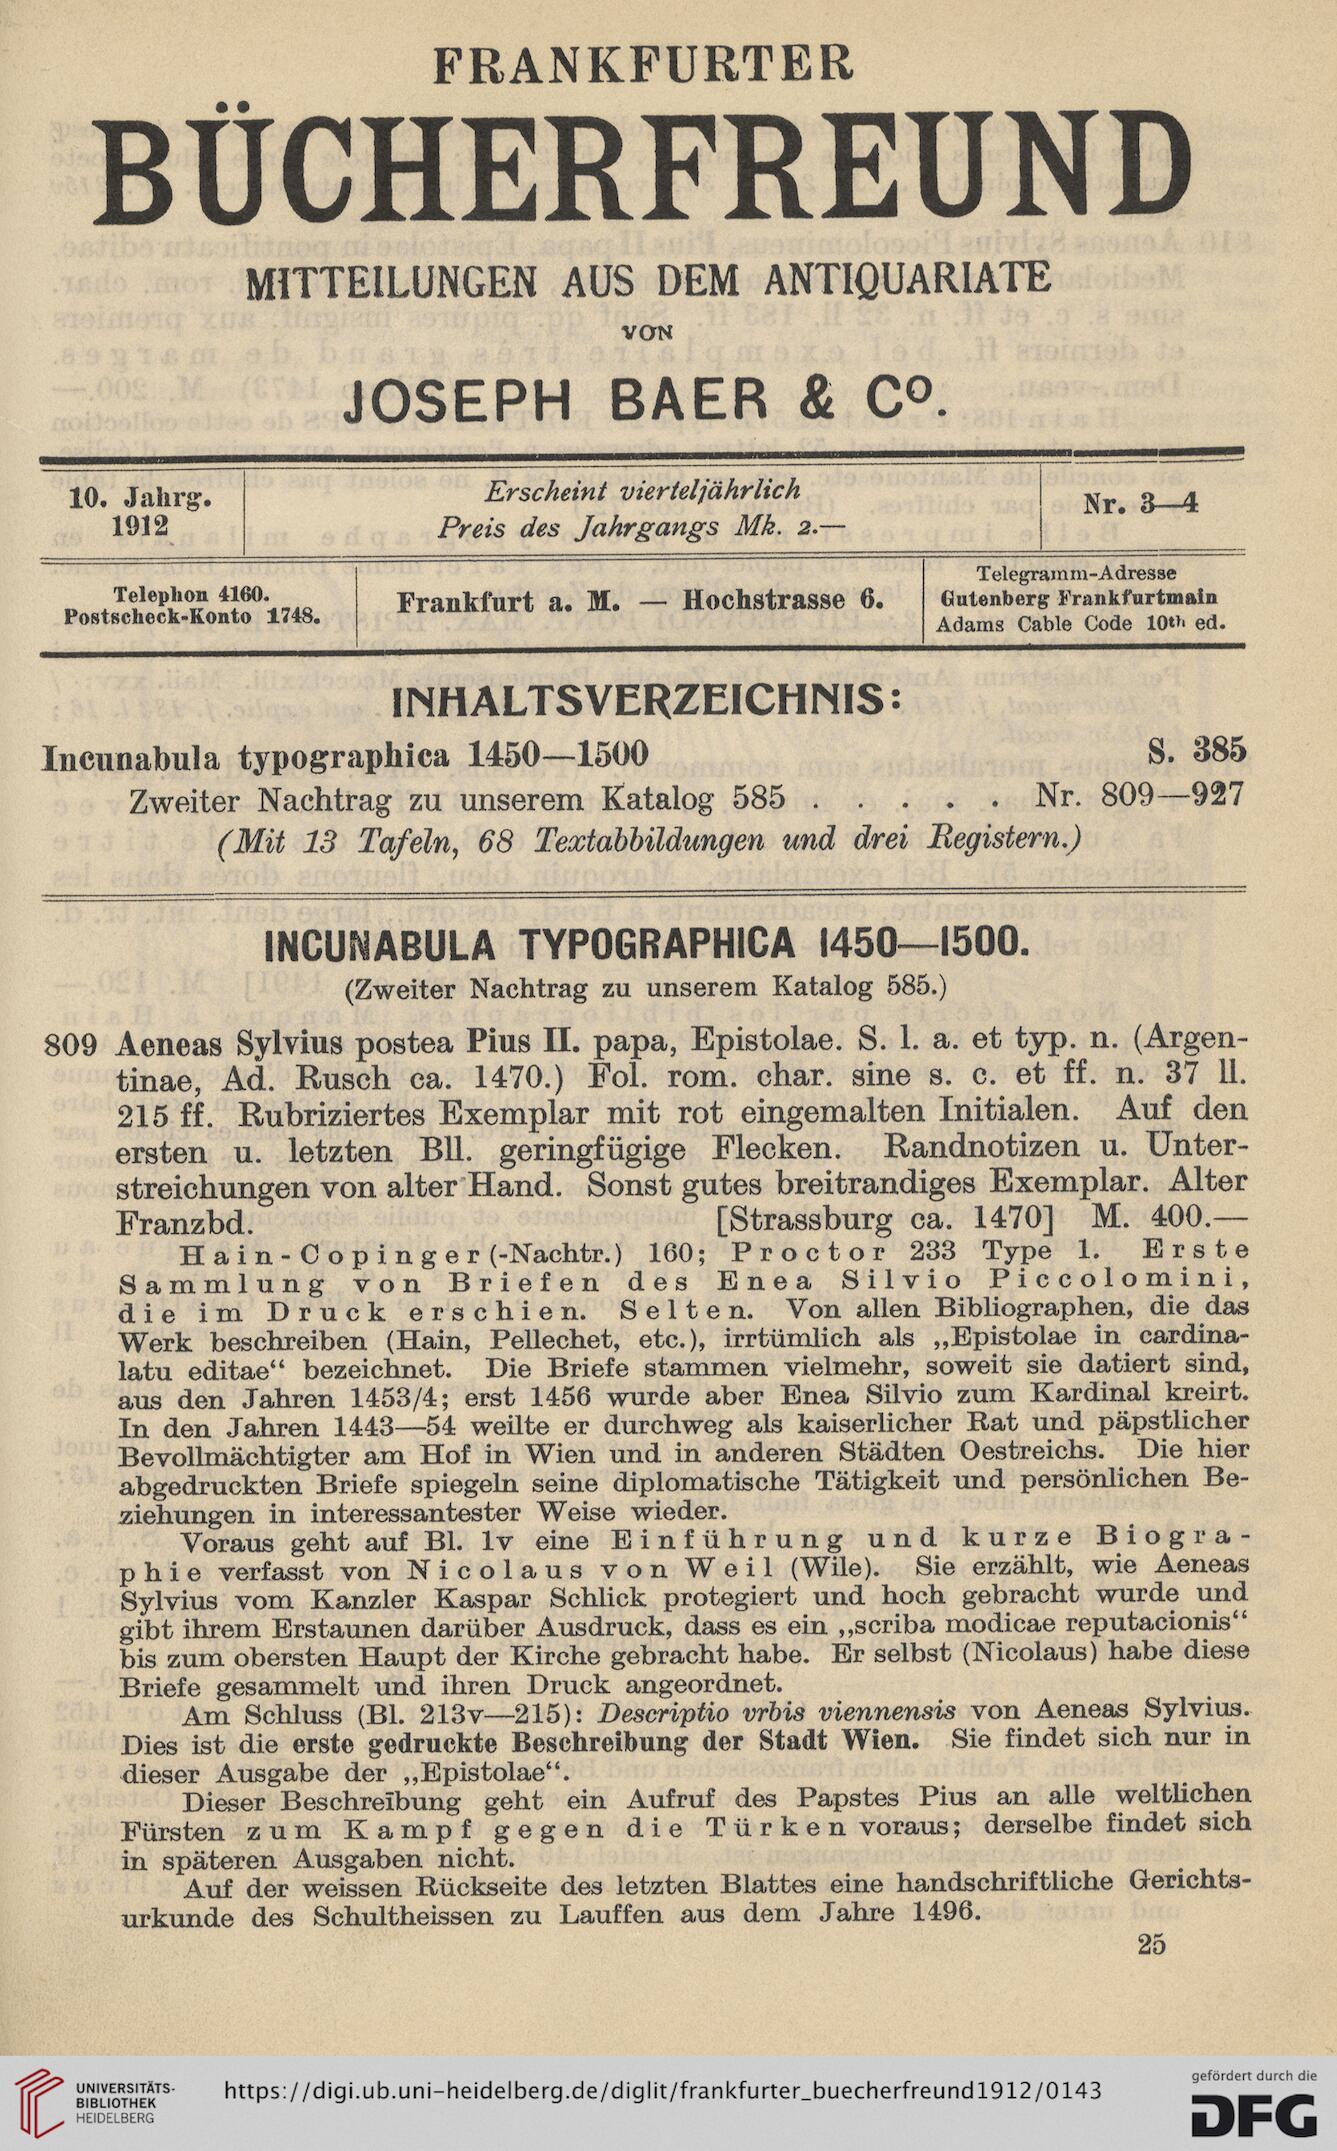 FRANKFURTER
BÜCHERFREUND
MITTEILUNGEN AUS DEM ANTIQUARIATE
VON
JOSEPH BAER & Cº.
10. Jahrg.
1912
Erscheint vierteljährlich
Preis des Jahrgangs Mk. 2.—
Nr. 3—4
Telephon 4160.
Postscheck-Konto 1748.
Frankfurt a. M. — Hochstrasse 6.
Telegramm-Adresse
Gutenberg Frankfurtmain
Adams Cable Code 10th ed.
INHALTSVERZEICHNIS:
Incunabula typographica 1450—1500 S. 385
Zweiter Nachtrag zu unserem Katalog 585 . . . . . Nr. 809—927
(Mit 13 Tafeln, 68 Textabbildungen und drei Registern.)
INCUNABULA TYPOGRAPHICA 1450—1500.
(Zweiter Nachtrag zu unserem Katalog 585.)
809 Aeneas Sylvius postea Pius II. papa, Epistolae. S. l. a. et typ. n. (Argen-
tinae, Ad. Rusch ca. 1470.) Fol. rom. char. sine s. c. et ff. n. 37 ll.
215 ff. Rubriziertes Exemplar mit rot eingemalten Initialen. Auf den
ersten u. letzten Bll. geringfügige Flecken. Randnotizen u. Unter-
streichungen von alter Hand. Sonst gutes breitrandiges Exemplar. Alter
Franzbd. [Strassburg ca. 1470] M. 400.—
Hain-Copinger (-Nachtr.) 160; Proctor 233 Type 1. Erste
Sammlung von Briefen des Enea Silvio Piccolomini,
die im Druck erschien. Selten. Von allen Bibliographen, die das
Werk beschreiben (Hain, Pellechet, etc.), irrtümlich als „Epistolae in cardina-
latu editae“ bezeichnet. Die Briefe stammen vielmehr, soweit sie datiert sind,
aus den Jahren 1453/4; erst 1456 wurde aber Enea Silvio zum Kardinal kreirt.
In den Jahren 1443—54 weilte er durchweg als kaiserlicher Rat und päpstlicher
Bevollmächtigter am Hof in Wien und in anderen Städten Oestreichs. Die hier
abgedruckten Briefe spiegeln seine diplomatische Tätigkeit und persönlichen Be-
ziehungen in interessantester Weise wieder.
Voraus geht auf Bl. 1v eine Einführung und kurze Biogra-
phie verfasst von Nicolaus von Weil (Wile). Sie erzählt, wie Aeneas
Sylvius vom Kanzler Kaspar Schlick protegiert und hoch gebracht wurde und
gibt ihrem Erstaunen darüber Ausdruck, dass es ein „scriba modicae reputacionis“
bis zum obersten Haupt der Kirche gebracht habe. Er selbst (Nicolaus) habe diese
Briefe gesammelt und ihren Druck angeordnet.
Am Schluss (Bl. 213v—215): Descriptio vrbis viennensis von Aeneas Sylvius.
Dies ist die erste gedruckte Beschreibung der Stadt Wien. Sie findet sich nur in
dieser Ausgabe der „Epistolae“.
Dieser Beschreibung geht ein Aufruf des Papstes Pius an alle weltlichen
Fürsten zum Kampf gegen die Türken voraus; derselbe findet sich
in späteren Ausgaben nicht.
Auf der weissen Rückseite des letzten Blattes eine handschriftliche Gerichts-
urkunde des Schultheissen zu Lauffen aus dem Jahre 1496.
25
UNIVERSITÄTS-
BIBLIOTHEK
HEIDELBERG
https://digi.ub.uni-heidelberg.de/diglit/frankfurter_buecherfreund1912/0143
gefördert durch die
DFG